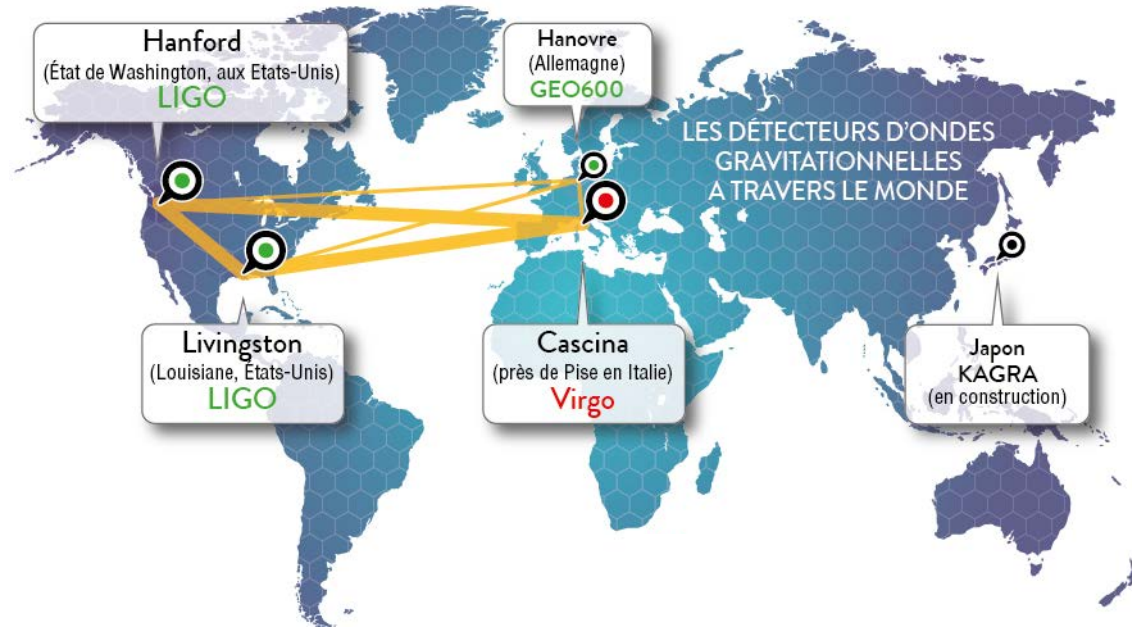 Hanford
(État de Washington, aux Etats-Unis)
LIGO
Hanovre
(Allemagne)
GEO600
LES DÉTECTEURS D'ONDES
GRAVITATIONNELLES
A TRAVERS LE MONDE
Livingston
(Louisiane, États-Unis)
LIGO
Cascina
(près de Pise en Italie)
Virgo
Japon
KAGRA
(en construction)